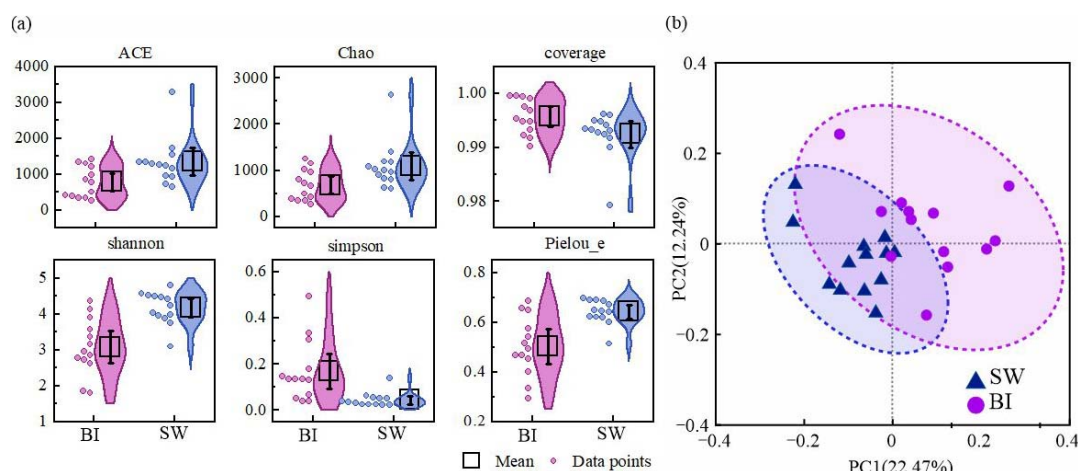 (a)
(b)
ACE
Chao
coverage
4000
3000
2000
1000
0
3000
2000
1000
0
1.00
0.99
0.98
shannon
simpson
Pielou_e
5
4
3
2
1
0.6
0.4
0.2
0.0
0.8
0.6
0.4
0.2
BI
SW
BI
SW
BI
SW
Mean
Data points
0.4
0.2
0
−0.2
−0.4
PC2(12.24%)
SW
BI
−0.4
−0.2
0
0.2
0.4
PC1(22.47%)